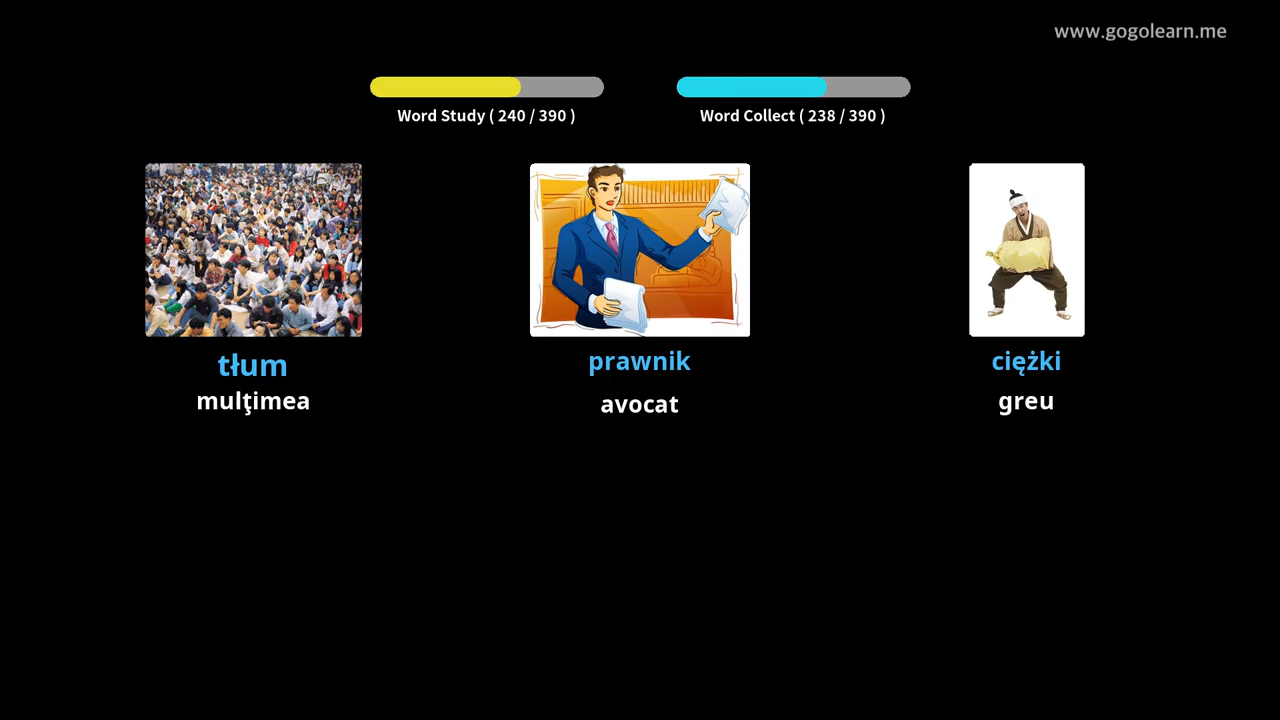 www.gogolearn.me
Word Study ( 240 / 390 )
Word Collect ( 238 / 390 )
tłum
mulţimea
prawnik
avocat
ciężki
greu